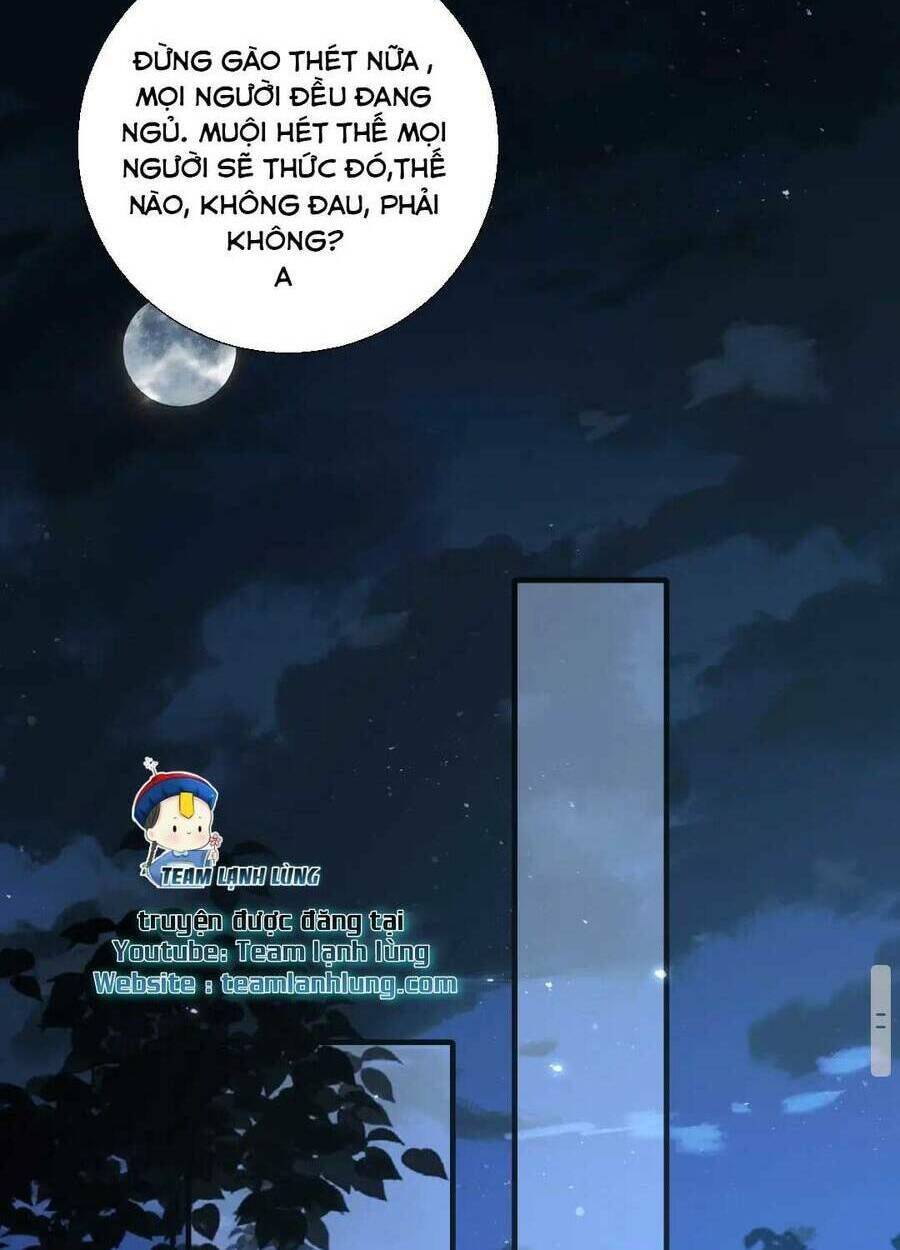 ĐỪNG GÀO THÉT NỮA ,
MỌI NGƯỜI ĐỀU ĐANG
NGỦ. MUỘI HÉT THẾ MỌI
NGƯỜI SẼ THỨC ĐÓ,THẾ
NÀO, KHÔNG ĐAU, PHẢI
KHÔNG?
A
TEAM LẠNH LÙNG
truyện được đăng tại
Youtube: Team lạnh lùng
Website : teamlanhlung.com